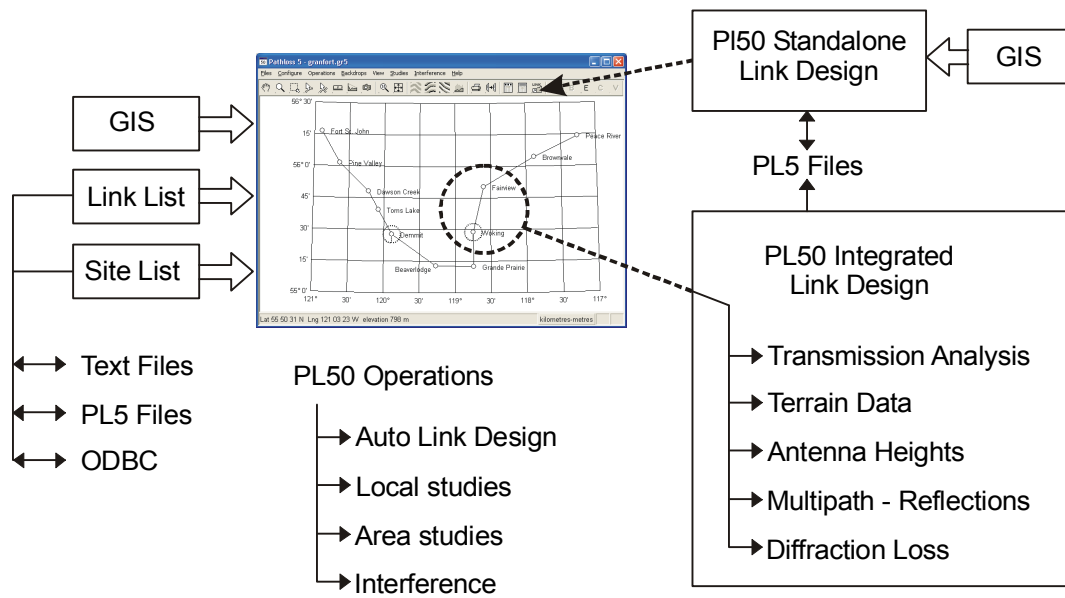 GIS
Link List
Site List
Text Files
PL5 Files
ODBC
Pathloss 5 - granfort.gr5
Files Configure Operations Backdrops View Studies Interference Help
E C V
56° 30'
15'
56° 0'
45'
30'
15'
55° 0'
121° 30' 120° 30' 119° 30' 118° 30' 117°
Fort St. John
Pine Valley
Dawson Creek
Toms Lake
Demmit
Beaverlodge
Grande Prairie
Woking
Fairview
Brownvale
Peace River
Lat 55 50 31 N Lng 121 03 23 W elevation 798 m
kilometres-metres
PL50 Operations
Auto Link Design
Local studies
Area studies
Interference
Pl50 Standalone
Link Design
GIS
PL5 Files
PL50 Integrated
Link Design
Transmission Analysis
Terrain Data
Antenna Heights
Multipath - Reflections
Diffraction Loss